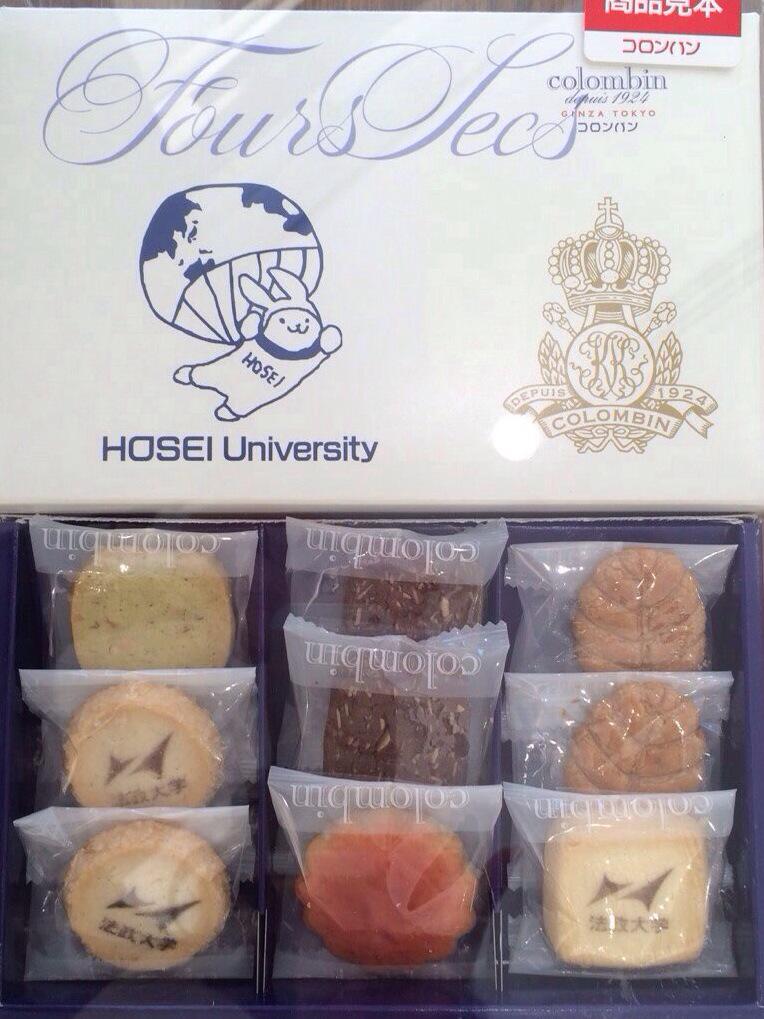 商品見本
コロンバン
Fours Secs
colombin
depuis 1924
GINZA TOKYO
コロンバン
HOSEI
HOSEI University
DEPUIS 1924
COLOMBIN
colombin
colombin
colombin
colombin
法政大学
colombin
法政大学
法政大学